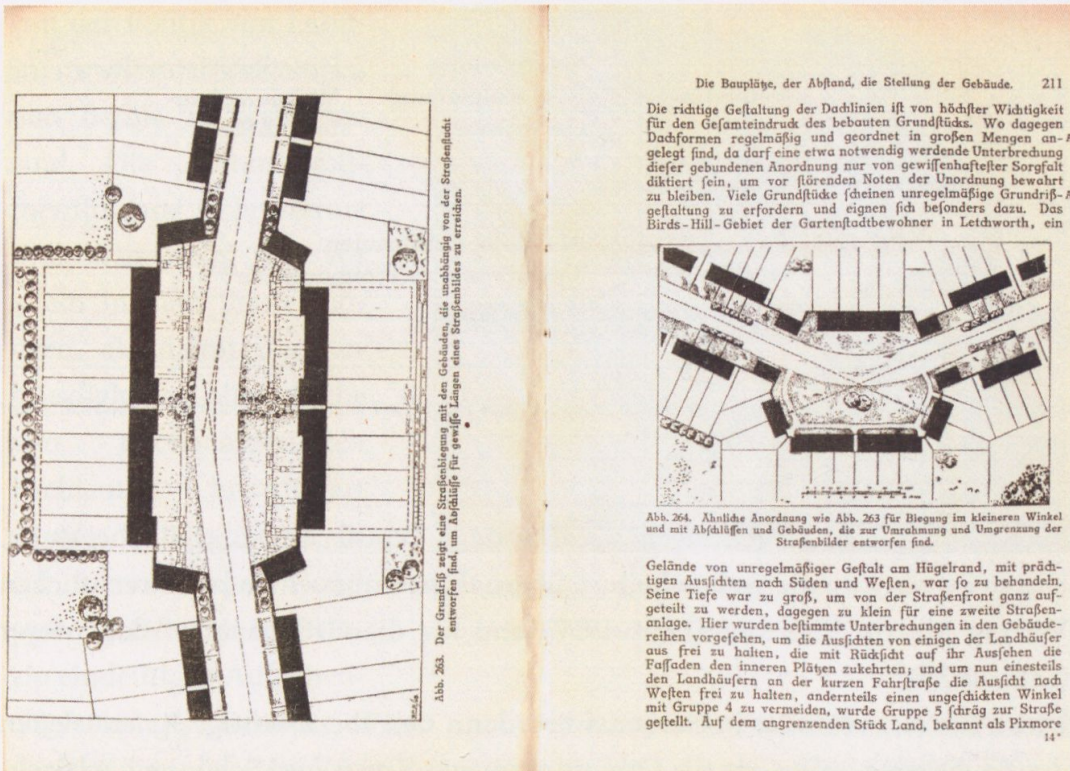 Abb. 263. Der Grundriß zeigt eine Straßenbiegung mit den Gebäuden, die unabhängig von der Straßenflucht
entworfen sind, um Abschlüsse für gewisse Längen eines Straßenbildes zu erreichen.
Die Bauplätze, der Abstand, die Stellung der Gebäude. 211
Die richtige Gestaltung der Dachlinien ist von höchster Wichtigkeit
für den Gesamteindruck des bebauten Grundstücks. Wo dagegen
Dachformen regelmäßig und geordnet in großen Mengen an-
gelegt sind, da darf eine etwa notwendig werdende Unterbrechung
dieser gebundenen Anordnung nur von gewissenhaftester Sorgfalt
diktiert sein, um vor störenden Noten der Unordnung bewahrt
zu bleiben. Viele Grundstücke scheinen unregelmäßige Grundriß-
gestaltung zu erfordern und eignen sich besonders dazu. Das
Birds-Hill-Gebiet der Gartenstadtbewohner in Letchworth, ein
Abb. 264. Ähnliche Anordnung wie Abb. 263 für Biegung im kleineren Winkel
und mit Abschlüssen und Gebäuden, die zur Umrahmung und Umgrenzung der
Straßenbilder entworfen sind.
Gelände von unregelmäßiger Gestalt am Hügelrand, mit präch-
tigen Aussichten nach Süden und Westen, war so zu behandeln.
Seine Tiefe war zu groß, um von der Straßenfront ganz auf-
geteilt zu werden, dagegen zu klein für eine zweite Straßen-
anlage. Hier wurden bestimmte Unterbrechungen in den Gebäude-
reihen vorgesehen, um die Aussichten von einigen der Landhäuser
aus frei zu halten, die mit Rücksicht auf ihr Aussehen die
Fassaden den inneren Plätzen zukehrten; und um nun einesteils
den Landhäusern an der kurzen Fahrstraße die Aussicht nach
Westen frei zu halten, andernteils einen ungeschickten Winkel
mit Gruppe 4 zu vermeiden, wurde Gruppe 5 schräg zur Straße
gestellt. Auf dem angrenzenden Stück Land, bekannt als Pixmore
14*